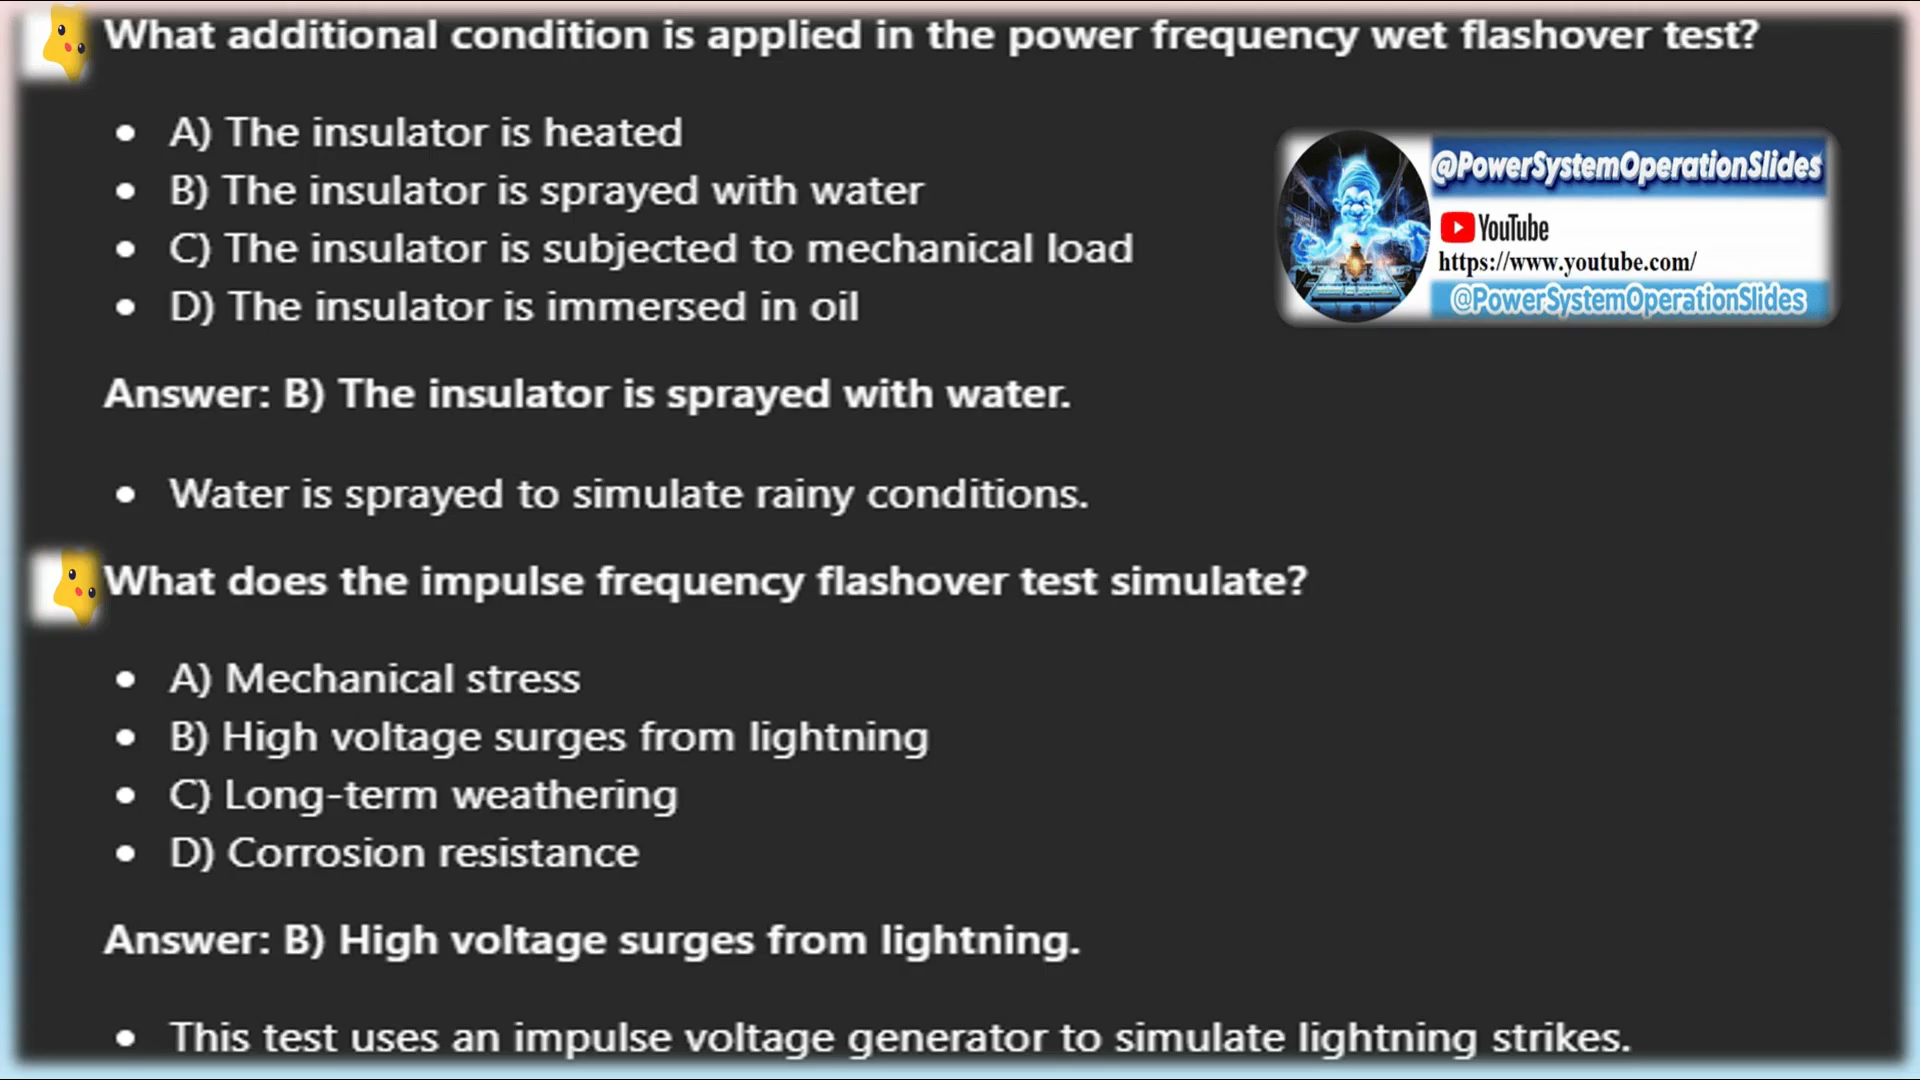 What additional condition is applied in the power frequency wet flashover test?
• A) The insulator is heated
• B) The insulator is sprayed with water
• C) The insulator is subjected to mechanical load
• D) The insulator is immersed in oil
@PowerSystemOperationSlides
YouTube
https://www.youtube.com/
@PowerSystemOperationSlides
Answer: B) The insulator is sprayed with water.
• Water is sprayed to simulate rainy conditions.
What does the impulse frequency flashover test simulate?
• A) Mechanical stress
• B) High voltage surges from lightning
• C) Long-term weathering
• D) Corrosion resistance
Answer: B) High voltage surges from lightning.
• This test uses an impulse voltage generator to simulate lightning strikes.